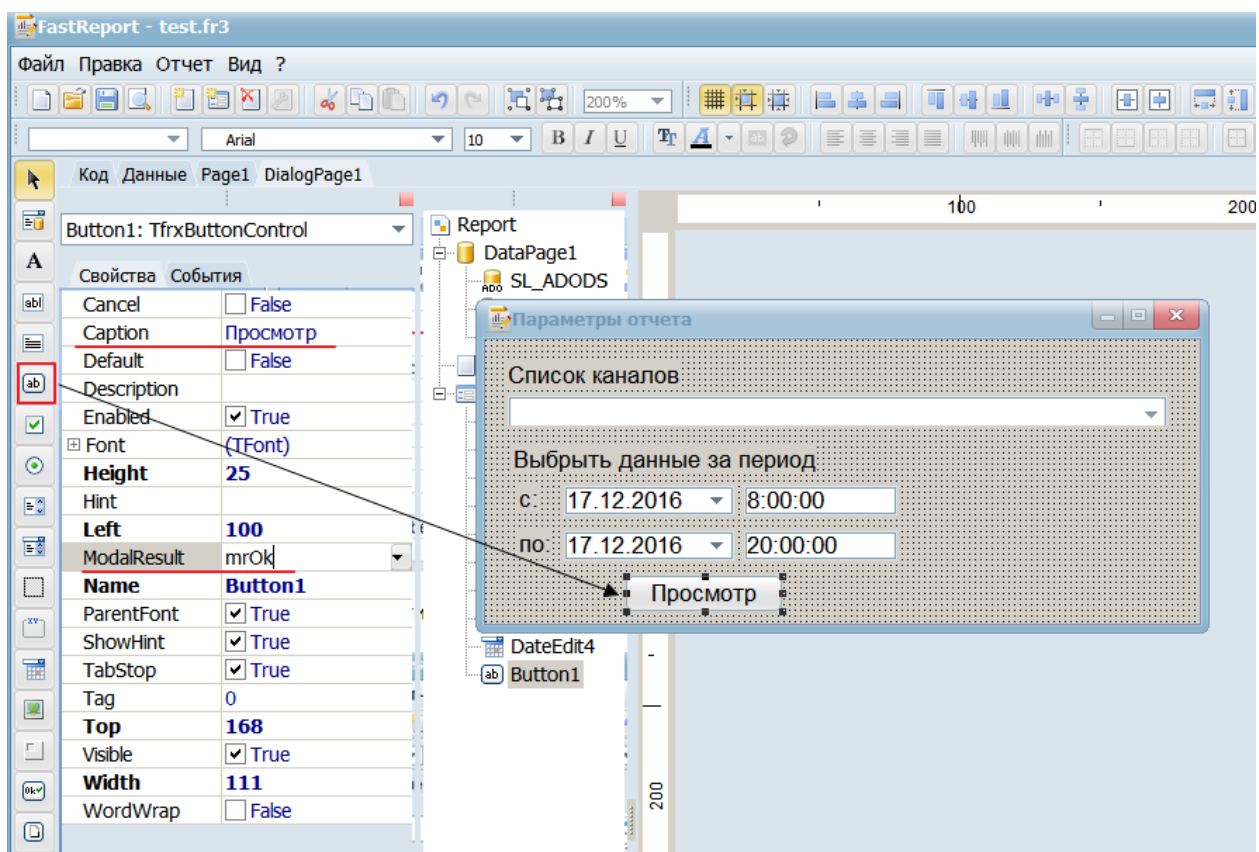 FastReport - test.fr3
Файл Правка Отчет Вид ?
200%
Arial 10 B I U
Код Данные Page1 DialogPage1
Button1: TfrxButtonControl
Свойства События
Cancel False
Caption Просмотр
Default False
Description
Enabled True
Font (TFont)
Height 25
Hint
Left 100
ModalResult mrOk
Name Button1
ParentFont True
ShowHint True
TabStop True
Tag 0
Top 168
Visible True
Width 111
WordWrap False
Report
DataPage1
ADO SL_ADODS
DateEdit4
ab Button1
100 200
200
Параметры отчета
Список каналов
Выбрыть данные за период
с: 17.12.2016 8:00:00
по: 17.12.2016 20:00:00
Просмотр